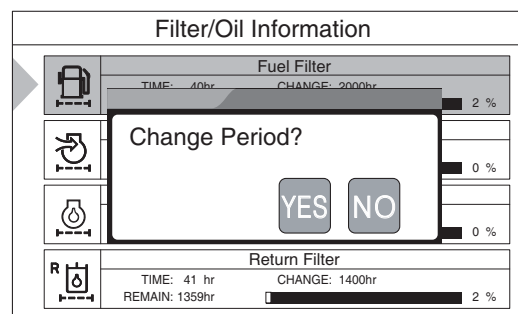 Filter/Oil Information
Fuel Filter
TIME: 40hr CHANGE: 2000hr
2 %
Change Period?
0 %
YES NO
0 %
Return Filter
R
TIME: 41 hr CHANGE: 1400hr
REMAIN: 1359hr 2 %